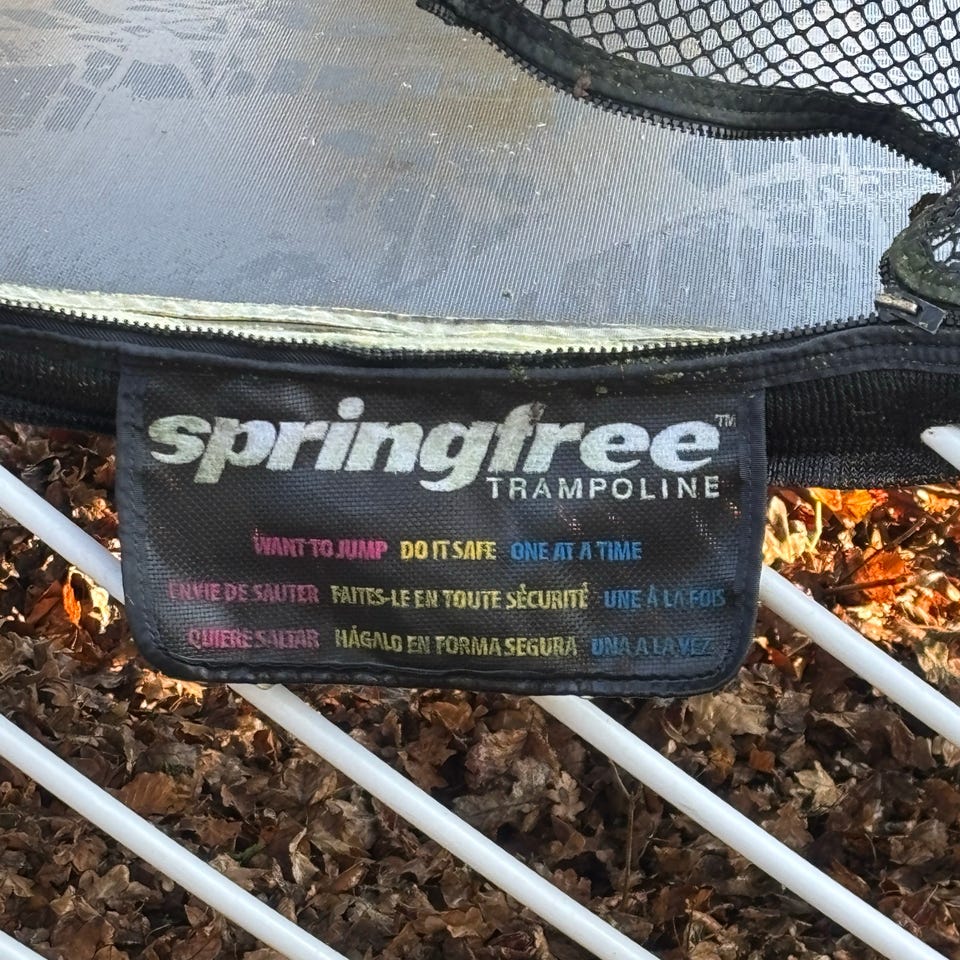 springfree™
TRAMPOLINE
WANT TO JUMP DO IT SAFE ONE AT A TIME
ENVIE DE SAUTER FAITES-LE EN TOUTE SÉCURITÉ UNE À LA FOIS
QUIERE SALTAR HÁGALO EN FORMA SEGURA UNA A LA VEZ